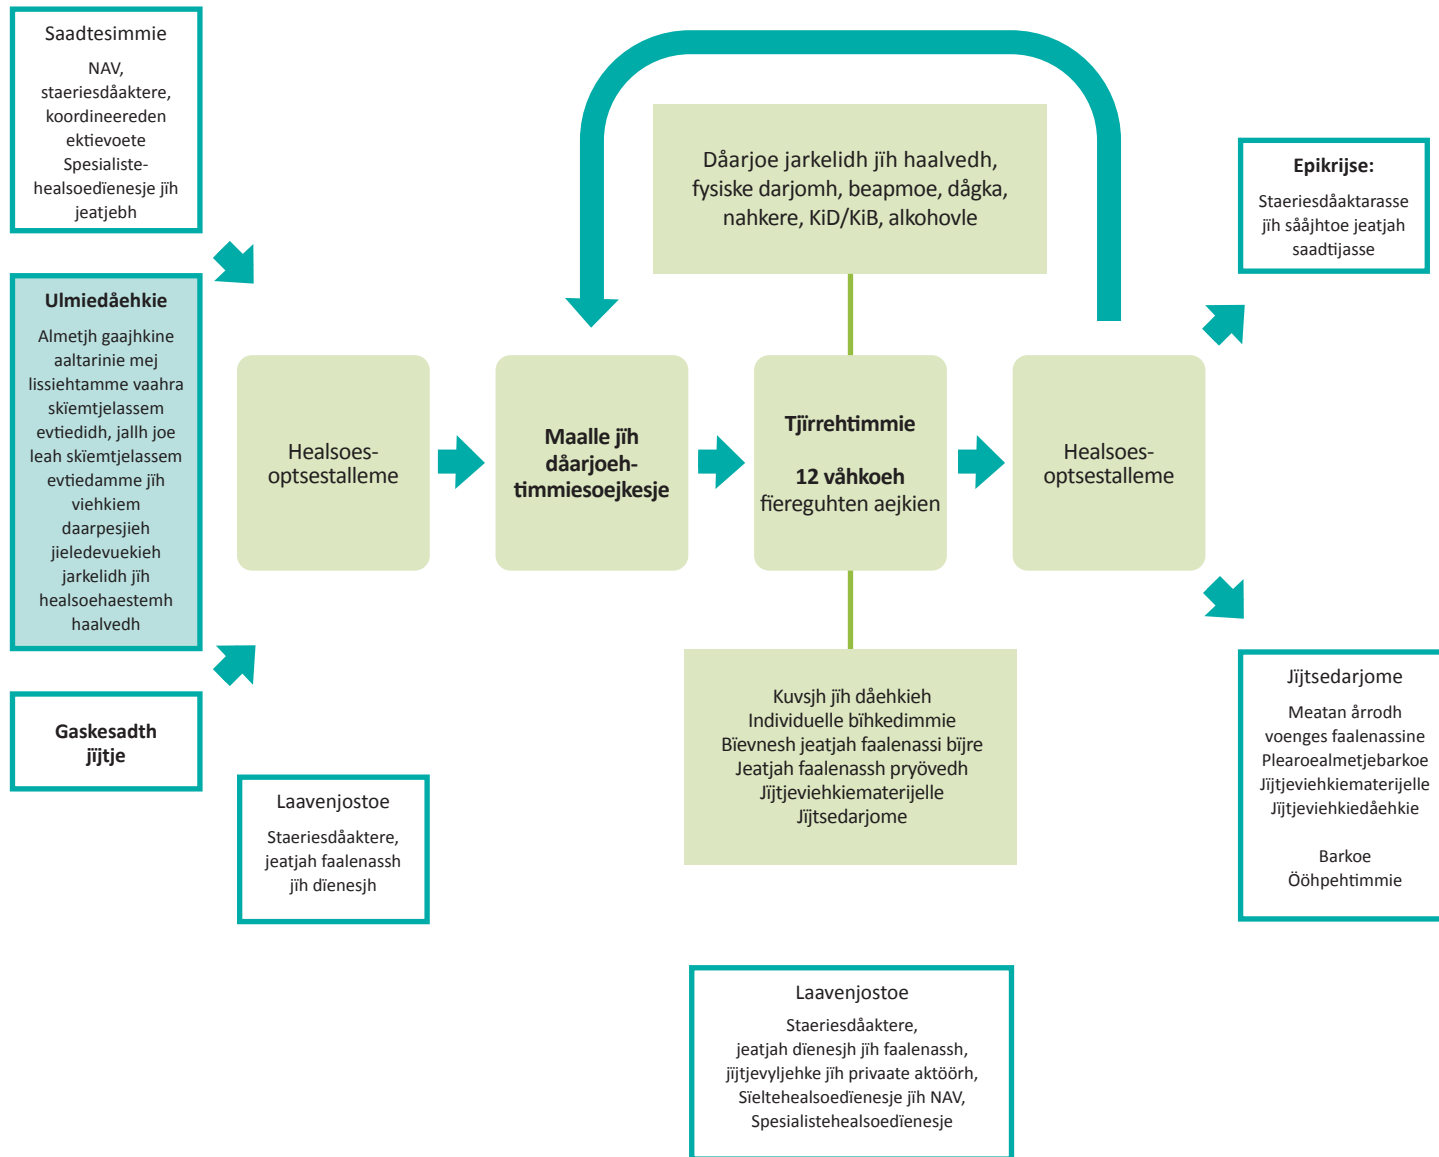 Saadtesimmie
NAV,
staeriesdåaktere,
koordineereden
ektievoete
Spesialiste-
healsoedïenesje jïh
jeatjebh
Ulmiedåehkie
Almetjh gaajhkine
aaltarinie mej
lissiehtamme vaahra
skïemtjelassem
evtiedidh, jallh joe
leah skïemtjelassem
evtiedamme jïh
viehkiem
daarpesjieh
jieledevuekieh
jarkelidh jïh
healsoehaestemh
haalvedh
Gaskesadth
jïjtje
Healsoes-
optsestalleme
Laavenjostoe
Staeriesdåaktere,
jeatjah faalenassh
jïh dïenesjh
Maalle jïh
dåarjoeh-
timmiesoejkesje
Dåarjoe jarkelidh jïh haalvedh,
fysiske darjomh, beapmoe, dågka,
nahkere, KiD/KiB, alkohovle
Tjïrrehtimmie
12 våhkoeh
fïereguhten aejkien
Kuvsjh jïh dåehkieh
Individuelle bïhkedimmie
Bïevnesh jeatjah faalenassi bïjre
Jeatjah faalenassh pryövedh
Jïjtjeviehkiematerijelle
Jïjtsedarjome
Laavenjostoe
Staeriesdåaktere,
jeatjah dïenesjh jïh faalenassh,
jïjtjevyljehke jïh privaate aktöörh,
Sïeltehealsoedïenesje jïh NAV,
Spesialistehealsoedïenesje
Healsoes-
optsestalleme
Epikrijse:
Staeriesdåaktarasse
jïh sååjhtoe jeatjah
saadtijasse
Jïjtsedarjome
Meatan årrodh
voenges faalenassine
Plearoealmetjebarkoe
Jïjtjeviehkiematerijelle
Jïjtjeviehkiedåehkie
Barkoe
Ööhpehtimmie